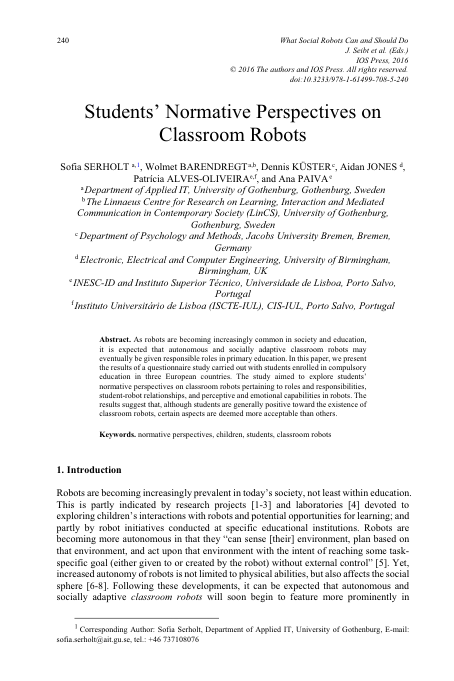 240
What Social Robots Can and Should Do
J. Seibt et al. (Eds.)
IOS Press, 2016
© 2016 The authors and IOS Press. All rights reserved.
doi:10.3233/978-1-61499-708-5-240
Students’ Normative Perspectives on
Classroom Robots
Sofia SERHOLT a,1, Wolmet BARENDREGT a,b, Dennis KÜSTER c, Aidan JONES d,
Patrícia ALVES-OLIVEIRA e,f, and Ana PAIVA e
a Department of Applied IT, University of Gothenburg, Gothenburg, Sweden
b The Linnaeus Centre for Research on Learning, Interaction and Mediated
Communication in Contemporary Society (LinCS), University of Gothenburg,
Gothenburg, Sweden
c Department of Psychology and Methods, Jacobs University Bremen, Bremen,
Germany
d Electronic, Electrical and Computer Engineering, University of Birmingham,
Birmingham, UK
e INESC-ID and Instituto Superior Técnico, Universidade de Lisboa, Porto Salvo,
Portugal
f Instituto Universitário de Lisboa (ISCTE-IUL), CIS-IUL, Porto Salvo, Portugal
Abstract. As robots are becoming increasingly common in society and education,
it is expected that autonomous and socially adaptive classroom robots may
eventually be given responsible roles in primary education. In this paper, we present
the results of a questionnaire study carried out with students enrolled in compulsory
education in three European countries. The study aimed to explore students’
normative perspectives on classroom robots pertaining to roles and responsibilities,
student-robot relationships, and perceptive and emotional capabilities in robots. The
results suggest that, although students are generally positive toward the existence of
classroom robots, certain aspects are deemed more acceptable than others.
Keywords. normative perspectives, children, students, classroom robots
1. Introduction
Robots are becoming increasingly prevalent in today’s society, not least within education.
This is partly indicated by research projects [1-3] and laboratories [4] devoted to
exploring children’s interactions with robots and potential opportunities for learning; and
partly by robot initiatives conducted at specific educational institutions. Robots are
becoming more autonomous in that they “can sense [their] environment, plan based on
that environment, and act upon that environment with the intent of reaching some task-
specific goal (either given to or created by the robot) without external control” [5]. Yet,
increased autonomy of robots is not limited to physical abilities, but also affects the social
sphere [6-8]. Following these developments, it can be expected that autonomous and
socially adaptive classroom robots will soon begin to feature more prominently in
1 Corresponding Author: Sofia Serholt, Department of Applied IT, University of Gothenburg, E-mail:
sofia.serholt@ait.gu.se, tel.: +46 737108076